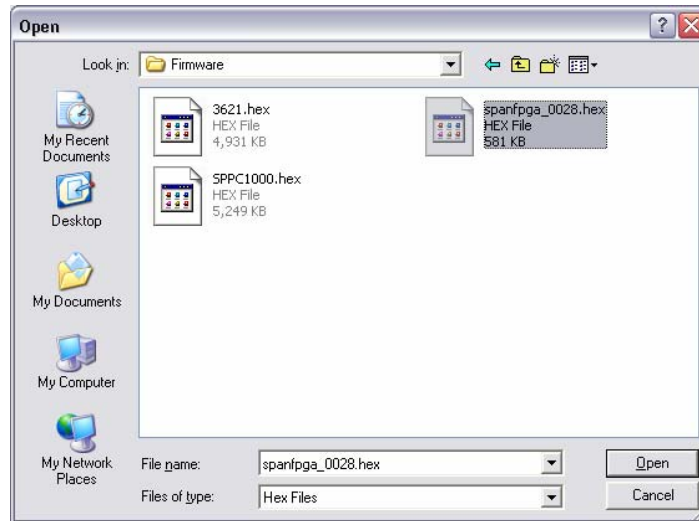 Open
Look in:
Firmware
My Recent
Documents
Desktop
My Documents
My Computer
My Network
Places
3621.hex
HEX File
4,931 KB
spanfpga_0028.hex
HEX File
581 KB
SPPC1000.hex
HEX File
5,249 KB
File name:
spanfpga_0028.hex
Open
Files of type:
Hex Files
Cancel